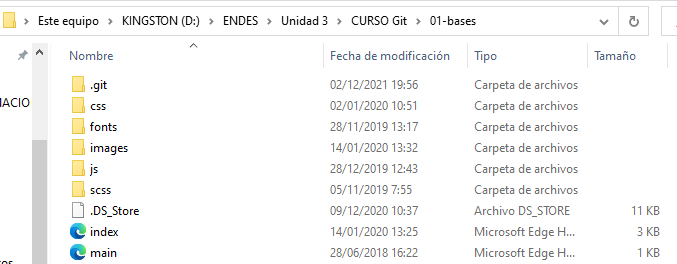 Este equipo > KINGSTON (D:) > ENDES > Unidad 3 > CURSO Git > 01-bases
Nombre Fecha de modificación Tipo Tamaño
.git 02/12/2021 19:56 Carpeta de archivos
MACIO
css 02/01/2020 10:51 Carpeta de archivos
fonts 28/11/2019 13:17 Carpeta de archivos
images 14/01/2020 13:32 Carpeta de archivos
js 28/12/2019 12:43 Carpeta de archivos
scss 05/11/2019 7:55 Carpeta de archivos
.DS_Store 09/12/2020 10:37 Archivo DS_STORE 11 KB
index 14/01/2020 13:25 Microsoft Edge H... 3 KB
main 28/06/2018 16:22 Microsoft Edge H... 1 KB